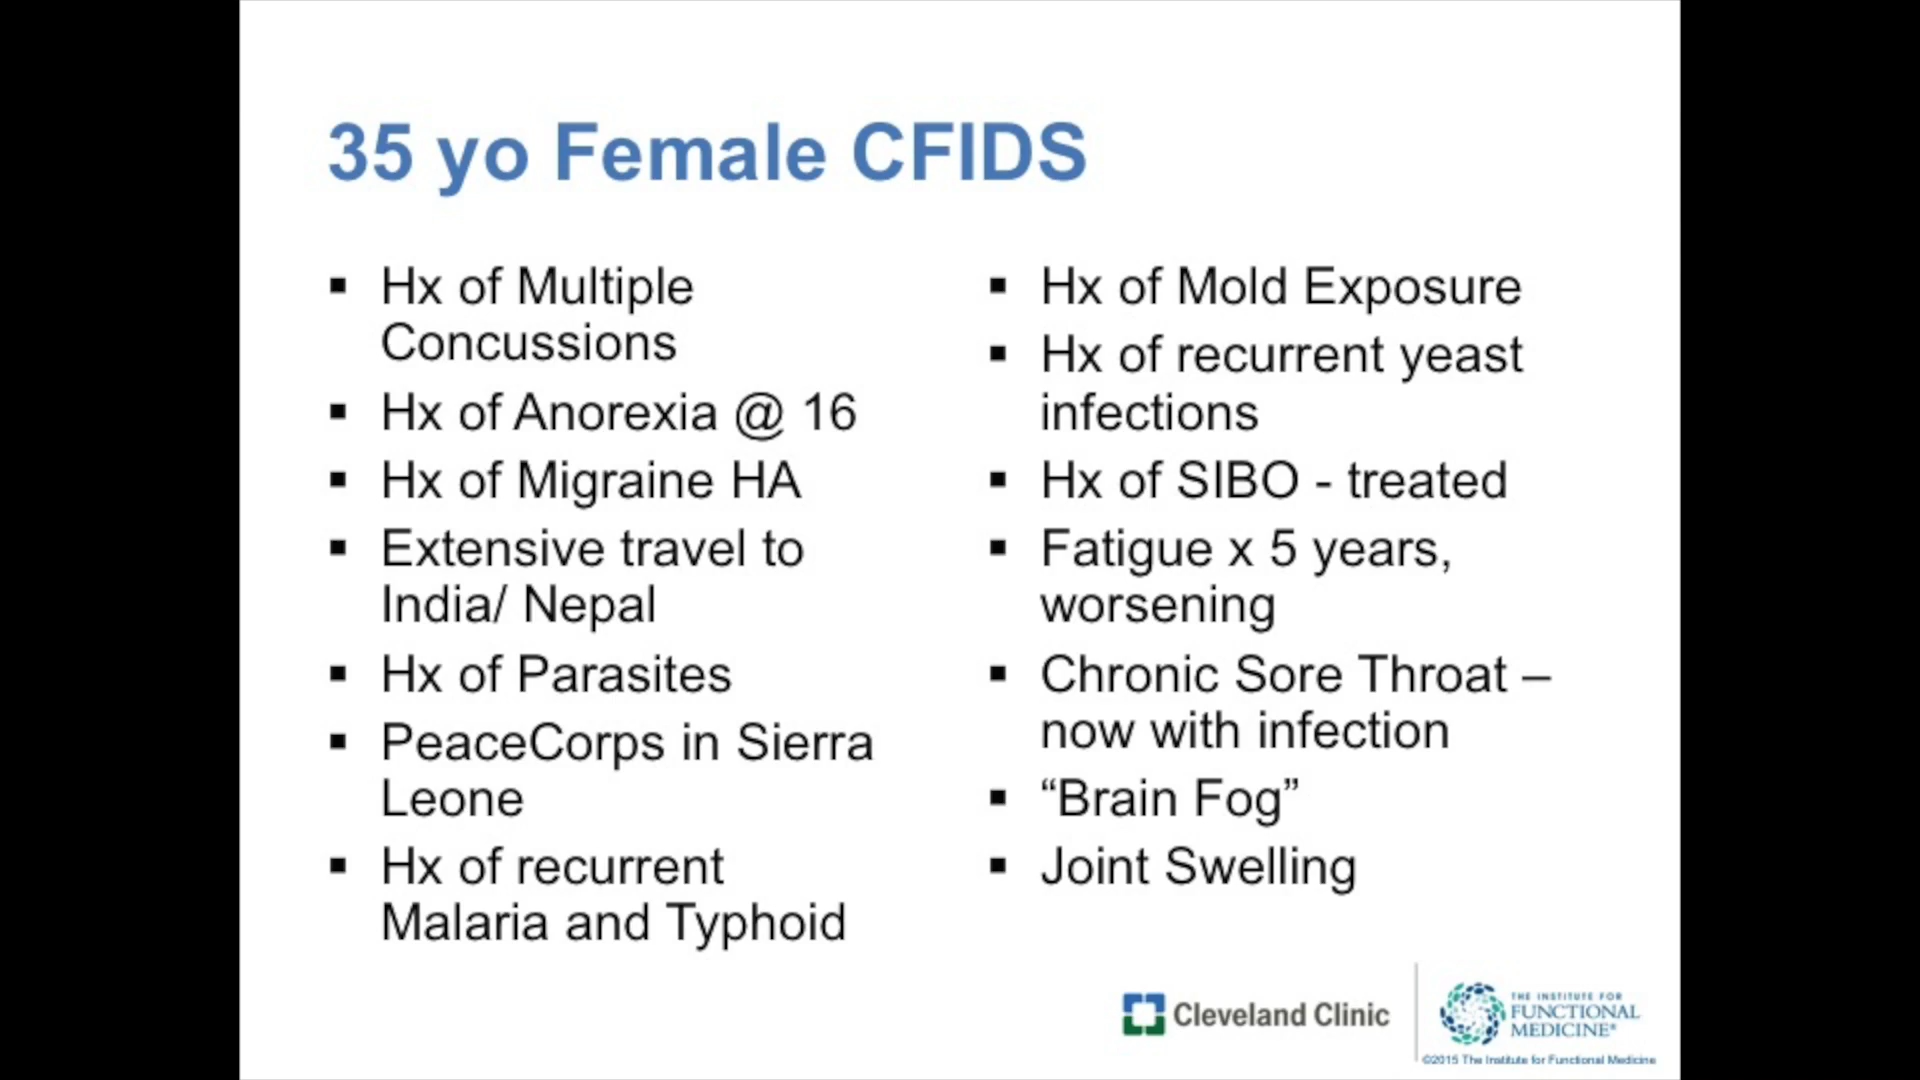 35 yo Female CFIDS
▪ Hx of Multiple
Concussions
▪ Hx of Anorexia @ 16
▪ Hx of Migraine HA
▪ Extensive travel to
India/ Nepal
▪ Hx of Parasites
▪ PeaceCorps in Sierra
Leone
▪ Hx of recurrent
Malaria and Typhoid
▪ Hx of Mold Exposure
▪ Hx of recurrent yeast
infections
▪ Hx of SIBO - treated
▪ Fatigue x 5 years,
worsening
▪ Chronic Sore Throat –
now with infection
▪ “Brain Fog”
▪ Joint Swelling
Cleveland Clinic
THE INSTITUTE FOR
FUNCTIONAL
MEDICINE®
©2015 The Institute for Functional Medicine